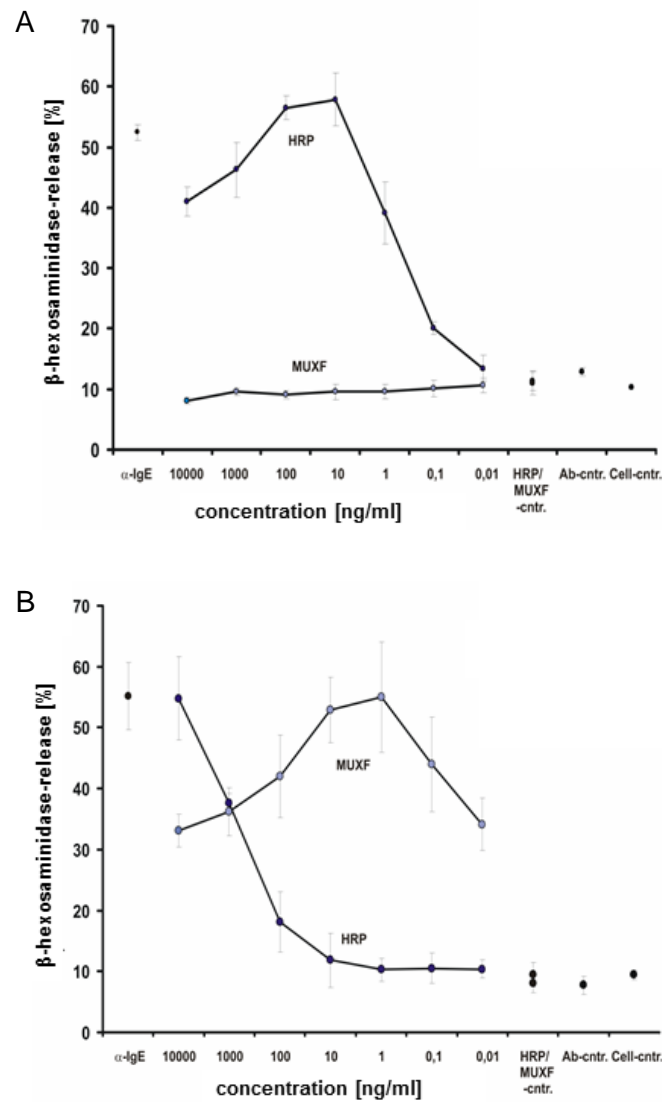 A
70
60
50
40
30
20
10
0
β-hexosaminidase-release [%]
HRP
MUXF
α-IgE 10000 1000 100 10 1 0,1 0,01 HRP/ Ab-cntr. Cell-cntr.
MUXF
-cntr.
concentration [ng/ml]
B
70
60
50
40
30
20
10
0
β-hexosaminidase-release [%]
MUXF
HRP
α-IgE 10000 1000 100 10 1 0,1 0,01 HRP/ Ab-cntr. Cell-cntr.
MUXF
-cntr.
concentration [ng/ml]